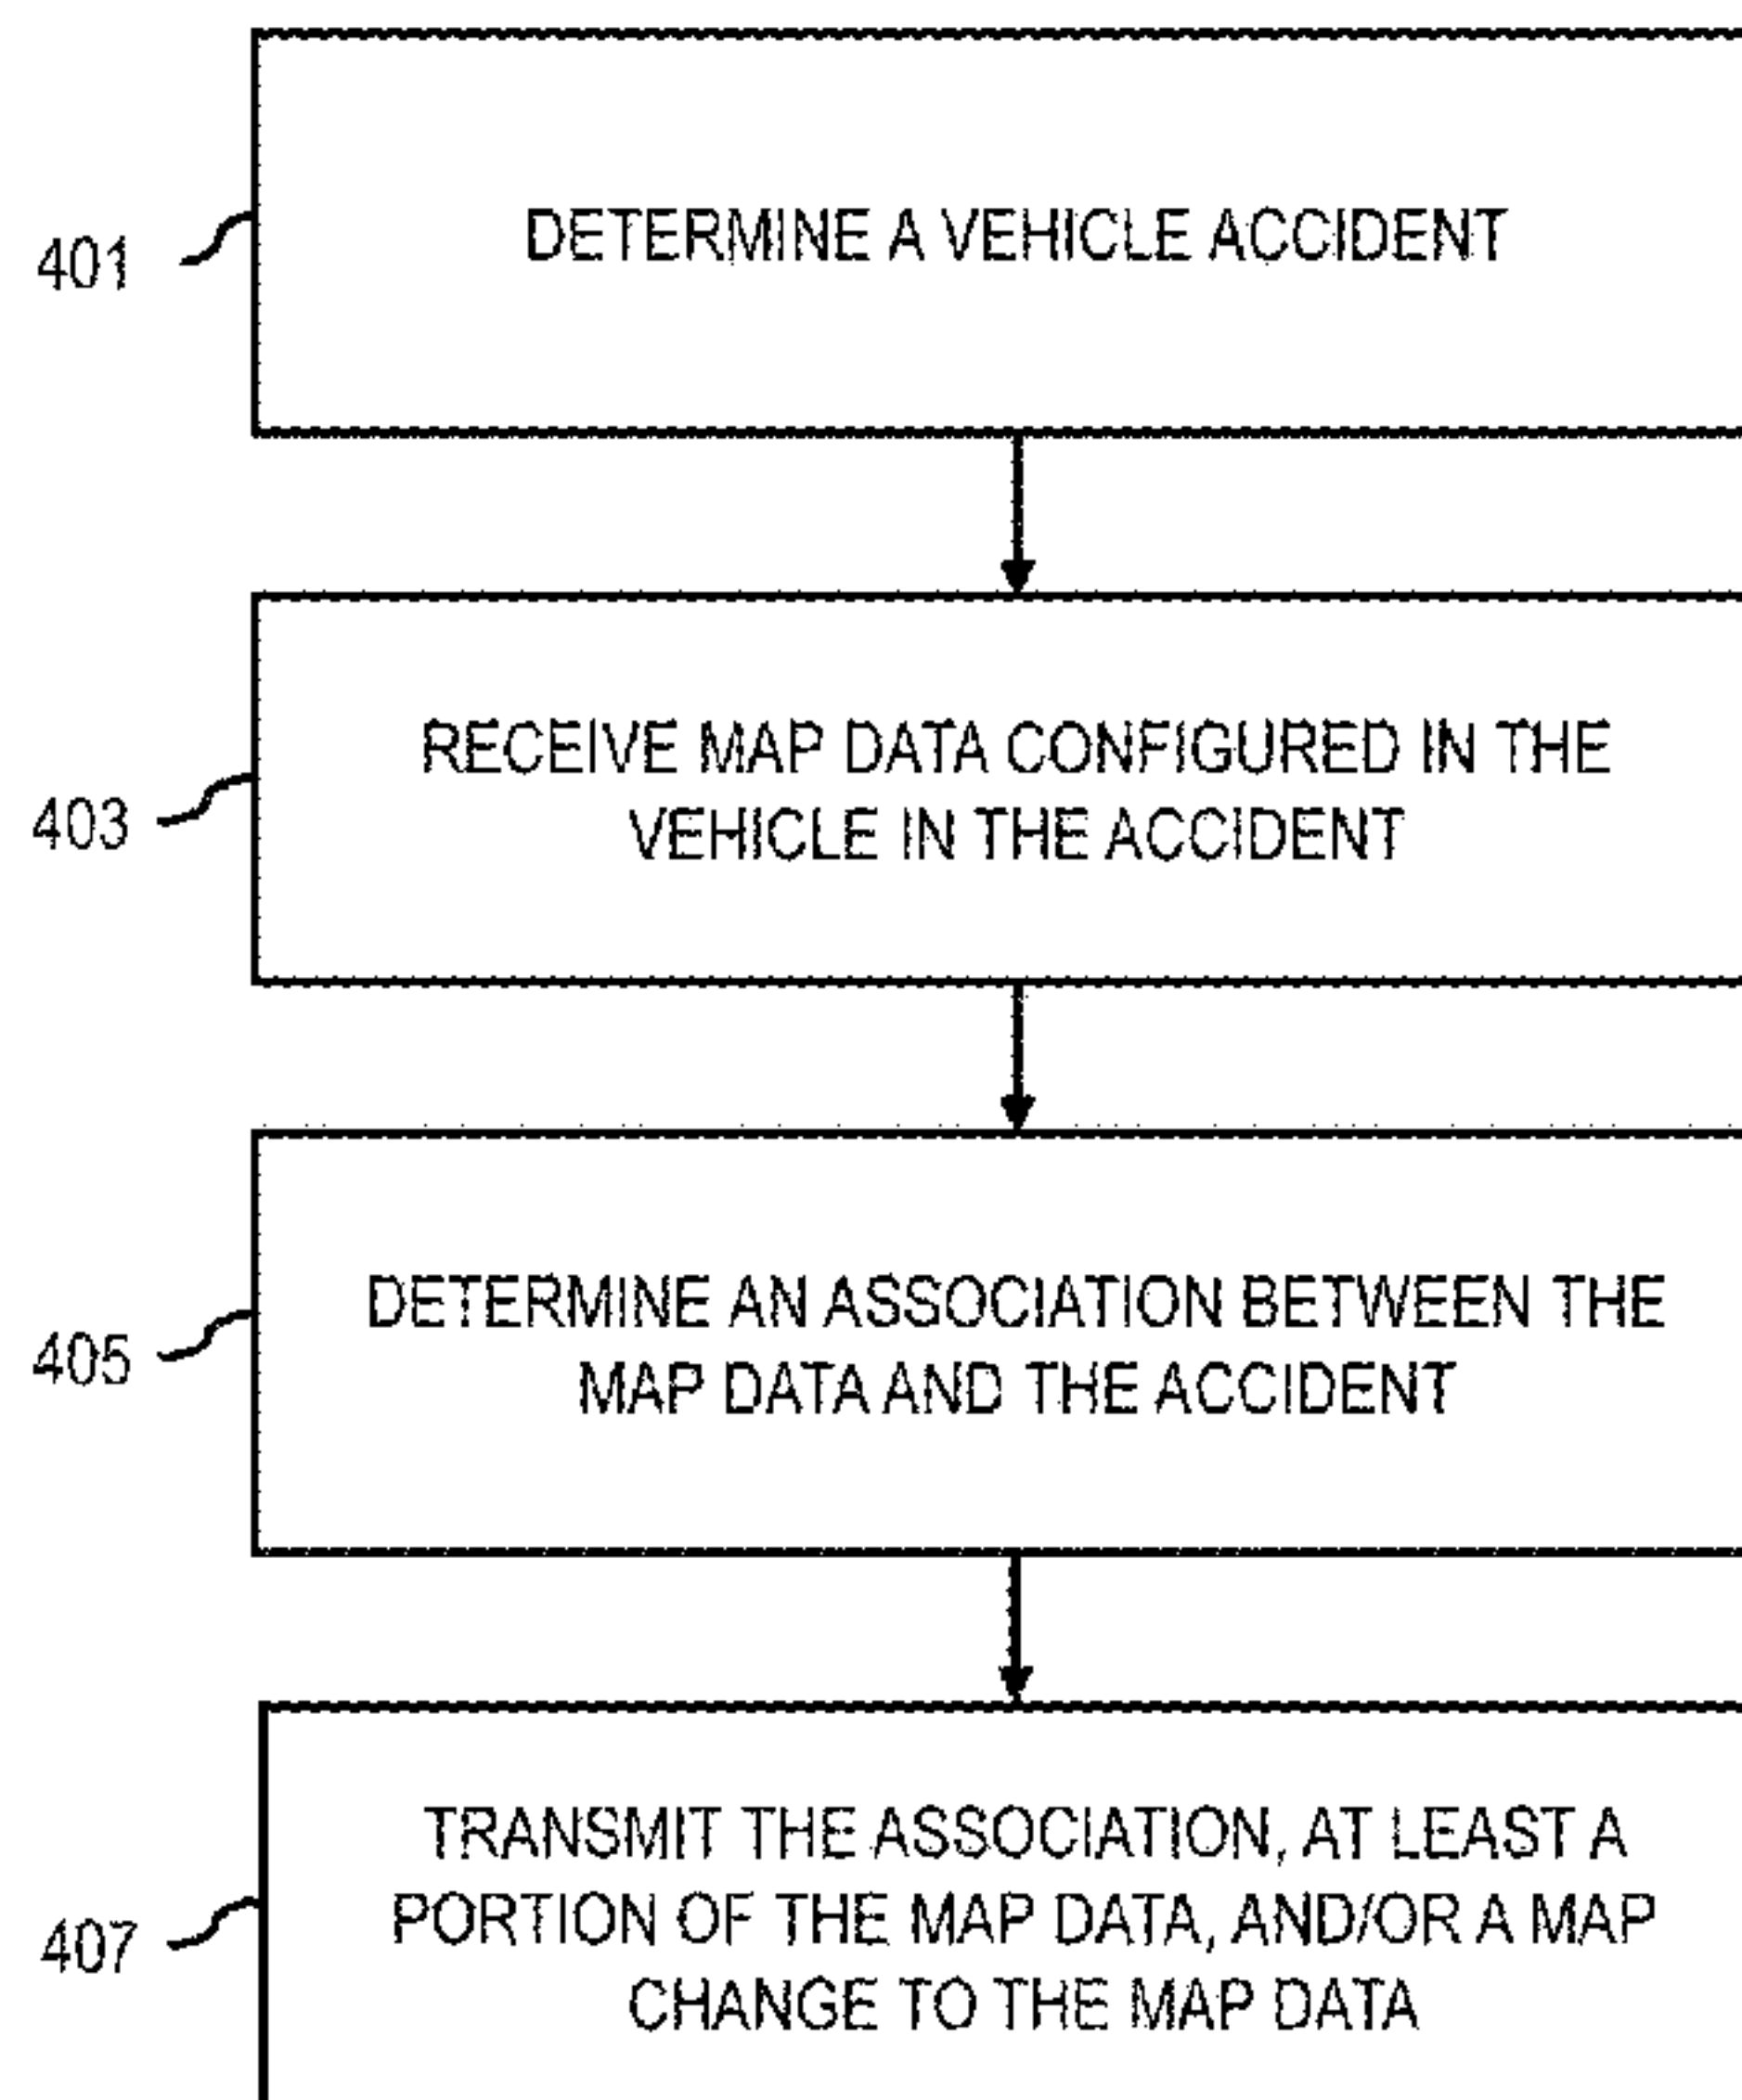 401
DETERMINE A VEHICLE ACCIDENT
403
RECEIVE MAP DATA CONFIGURED IN THE
VEHICLE IN THE ACCIDENT
405
DETERMINE AN ASSOCIATION BETWEEN THE
MAP DATA AND THE ACCIDENT
407
TRANSMIT THE ASSOCIATION, AT LEAST A
PORTION OF THE MAP DATA, AND/OR A MAP
CHANGE TO THE MAP DATA